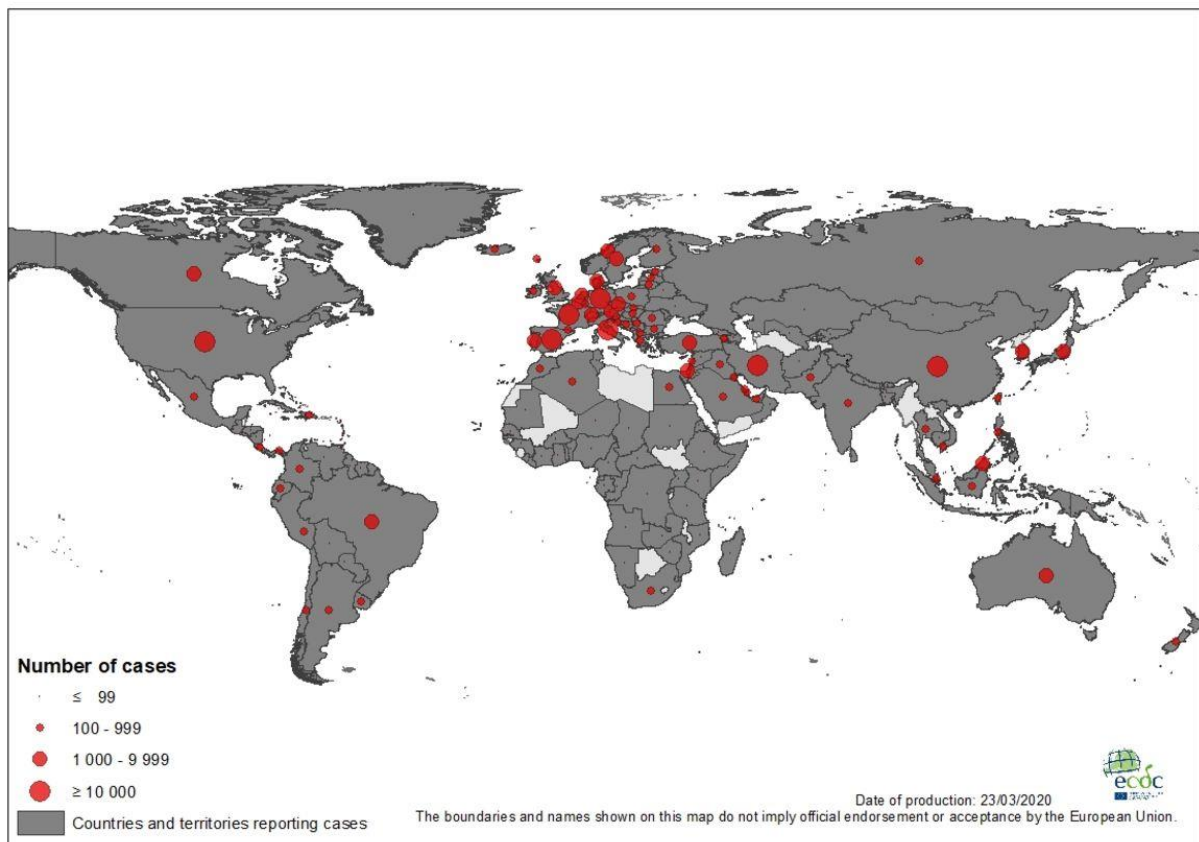 Number of cases
≤ 99
100 - 999
1 000 - 9 999
≥ 10 000
Countries and territories reporting cases
ecdc
Date of production: 23/03/2020
The boundaries and names shown on this map do not imply official endorsement or acceptance by the European Union.